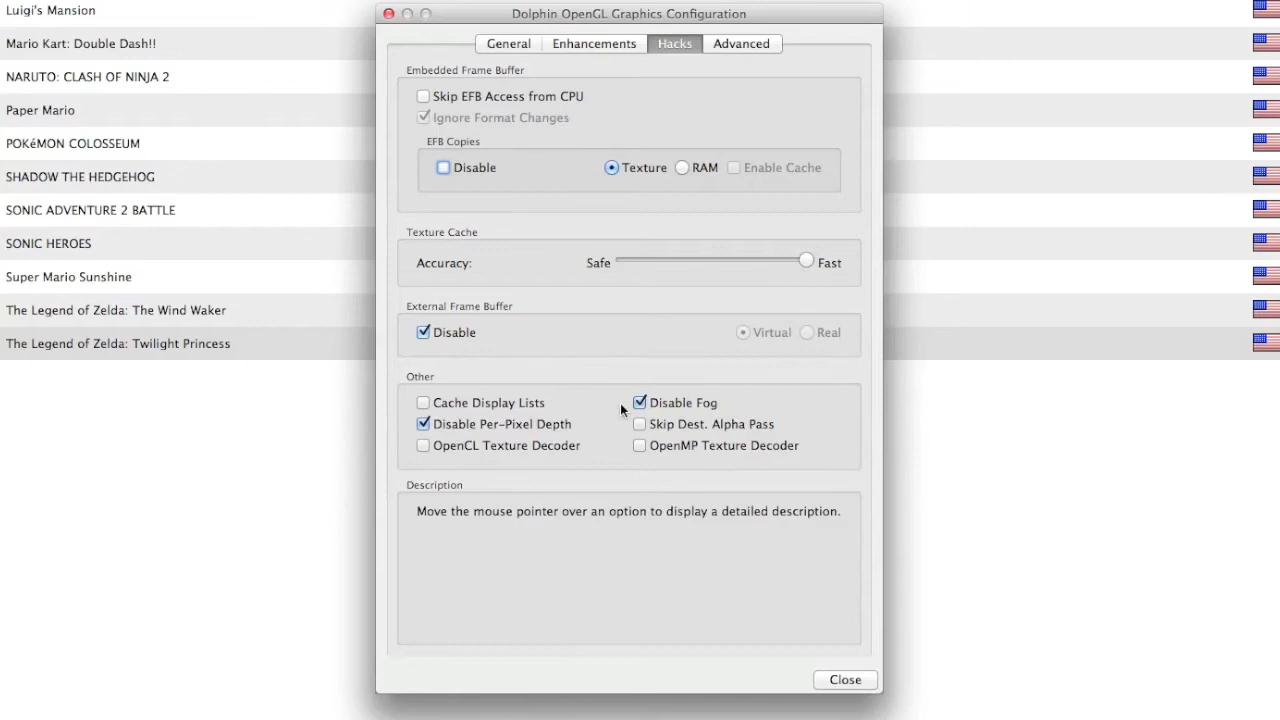 Luigi's Mansion
Mario Kart: Double Dash!!
NARUTO: CLASH OF NINJA 2
Paper Mario
POKéMON COLOSSEUM
SHADOW THE HEDGEHOG
SONIC ADVENTURE 2 BATTLE
SONIC HEROES
Super Mario Sunshine
The Legend of Zelda: The Wind Waker
The Legend of Zelda: Twilight Princess
Dolphin OpenGL Graphics Configuration
General Enhancements Hacks Advanced
Embedded Frame Buffer
Skip EFB Access from CPU
Ignore Format Changes
EFB Copies
Disable Texture RAM Enable Cache
Texture Cache
Accuracy: Safe Fast
External Frame Buffer
Disable Virtual Real
Other
Cache Display Lists Disable Fog
Disable Per-Pixel Depth Skip Dest. Alpha Pass
OpenCL Texture Decoder OpenMP Texture Decoder
Description
Move the mouse pointer over an option to display a detailed description.
Close